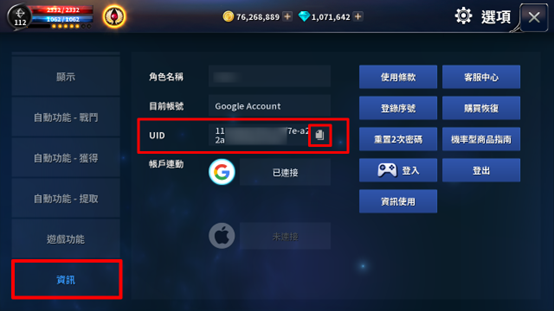 112
2332/2332
1062/1062
76,268,889
1,071,642
選項
顯示
自動功能 - 戰鬥
自動功能 - 獲得
自動功能 - 提取
遊戲功能
資訊
角色名稱
目前帳號
Google Account
UID
11 7e-a2
2a
帳戶連動
已連接
未連接
使用條款
客服中心
登錄序號
購買恢復
重置2次密碼
機率型商品指南
登入
登出
資訊使用